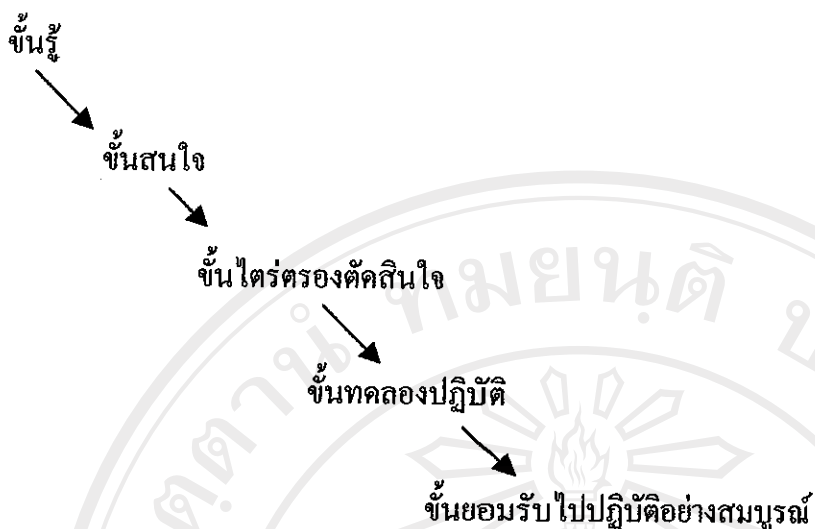 ขั้นรู้
ขั้นสนใจ
ขั้นไตร่ตรองตัดสินใจ
ขั้นทดลองปฏิบัติ
ขั้นยอมรับไปปฏิบัติอย่างสมบูรณ์